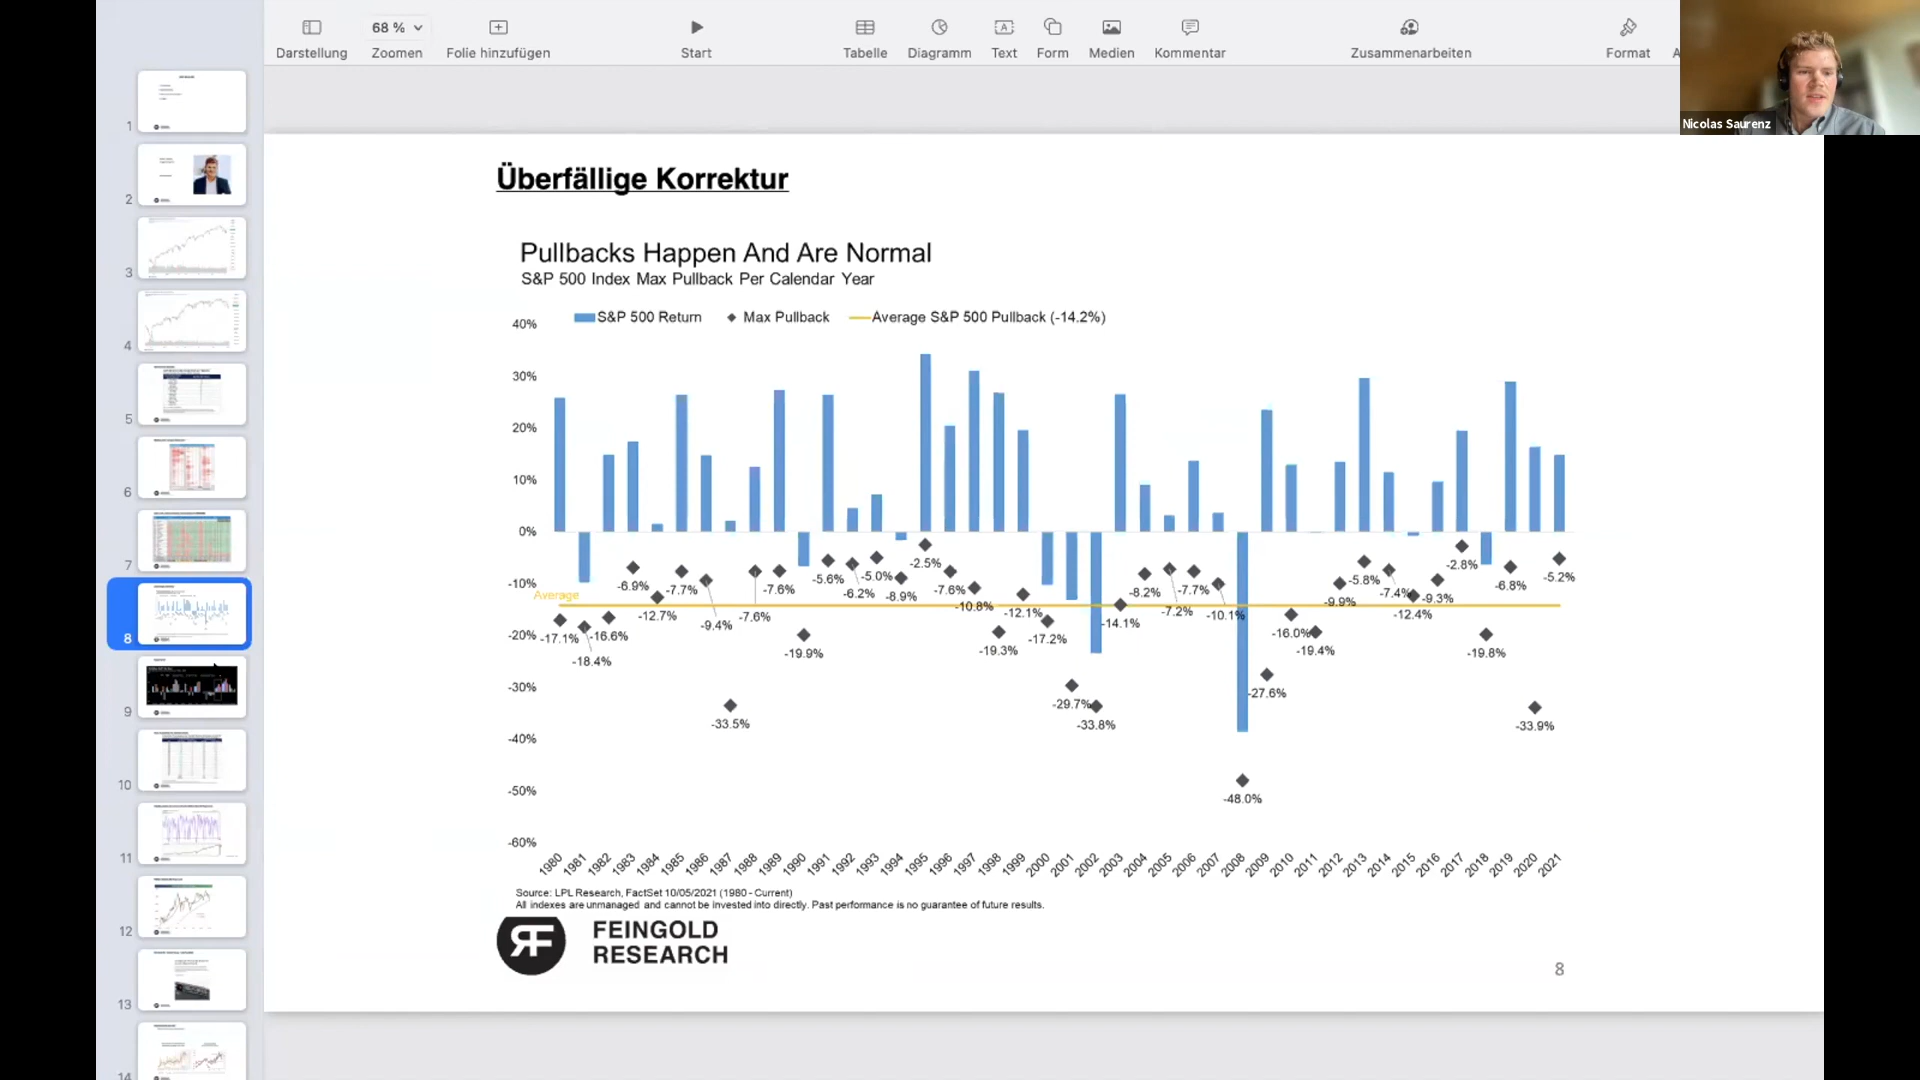 68 %
Darstellung
Zoomen
Folie hinzufügen
Start
Tabelle
Diagramm
Text
Form
Medien
Kommentar
Zusammenarbeiten
Format
A
Nicolas Saurenz
1
2
3
4
5
6
7
8
9
10
11
12
13
14
Überfällige Korrektur
Pullbacks Happen And Are Normal
S&P 500 Index Max Pullback Per Calendar Year
S&P 500 Return
Max Pullback
Average S&P 500 Pullback (-14.2%)
40%
30%
20%
10%
0%
-10%
-20%
-30%
-40%
-50%
-60%
Average
-17.1%
-18.4%
-16.6%
-6.9%
-12.7%
-7.7%
-9.4%
-33.5%
-7.6%
-7.6%
-19.9%
-5.6%
-6.2%
-5.0%
-8.9%
-2.5%
-7.6%
-10.8%
-19.3%
-12.1%
-17.2%
-29.7%
-33.8%
-14.1%
-8.2%
-7.2%
-7.7%
-10.1%
-48.0%
-27.6%
-16.0%
-19.4%
-9.9%
-5.8%
-7.4%
-12.4%
-9.3%
-2.8%
-19.8%
-6.8%
-33.9%
-5.2%
1980 1981 1982 1983 1984 1985 1986 1987 1988 1989 1990 1991 1992 1993 1994 1995 1996 1997 1998 1999 2000 2001 2002 2003 2004 2005 2006 2007 2008 2009 2010 2011 2012 2013 2014 2015 2016 2017 2018 2019 2020 2021
Source: LPL Research, FactSet 10/05/2021 (1980 - Current)
All indexes are unmanaged and cannot be invested into directly. Past performance is no guarantee of future results.
RF
FEINGOLD
RESEARCH
8